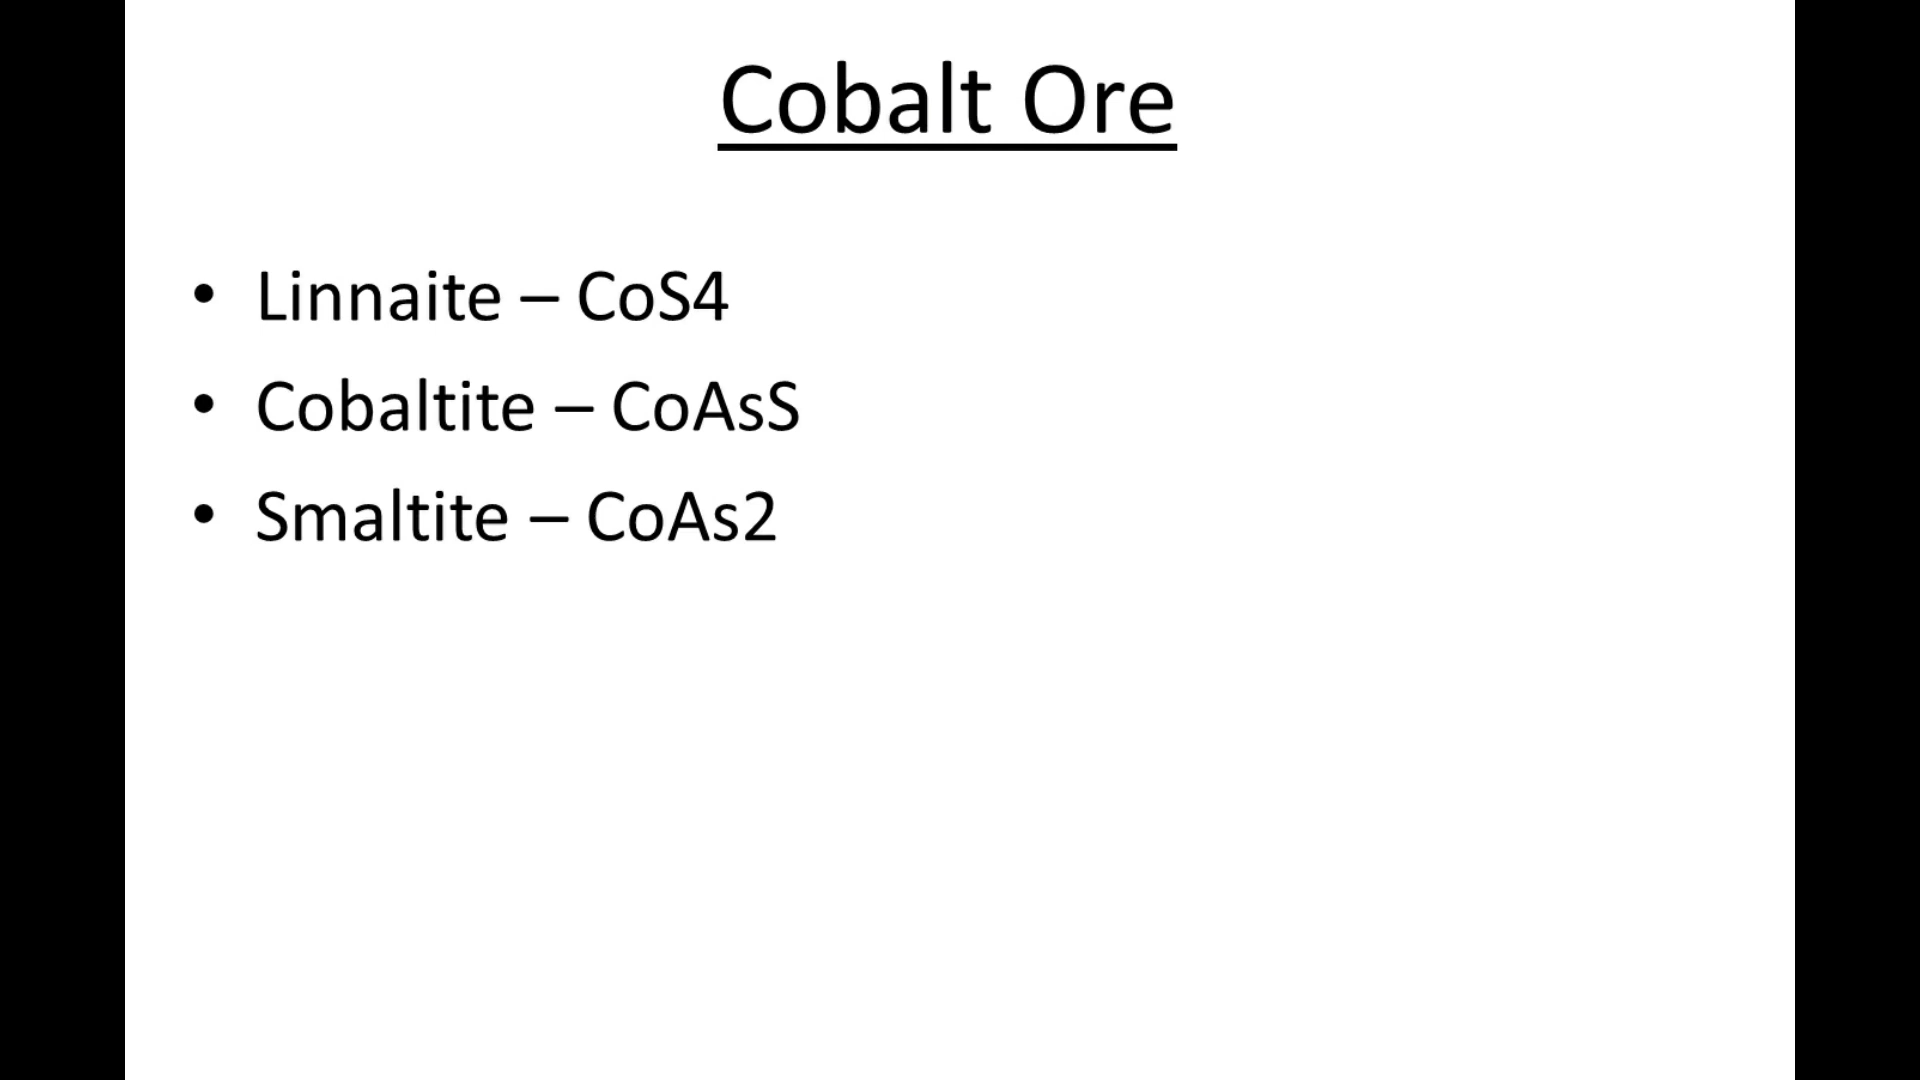 Cobalt Ore
• Linnaite – CoS4
• Cobaltite – CoAsS
• Smaltite – CoAs2